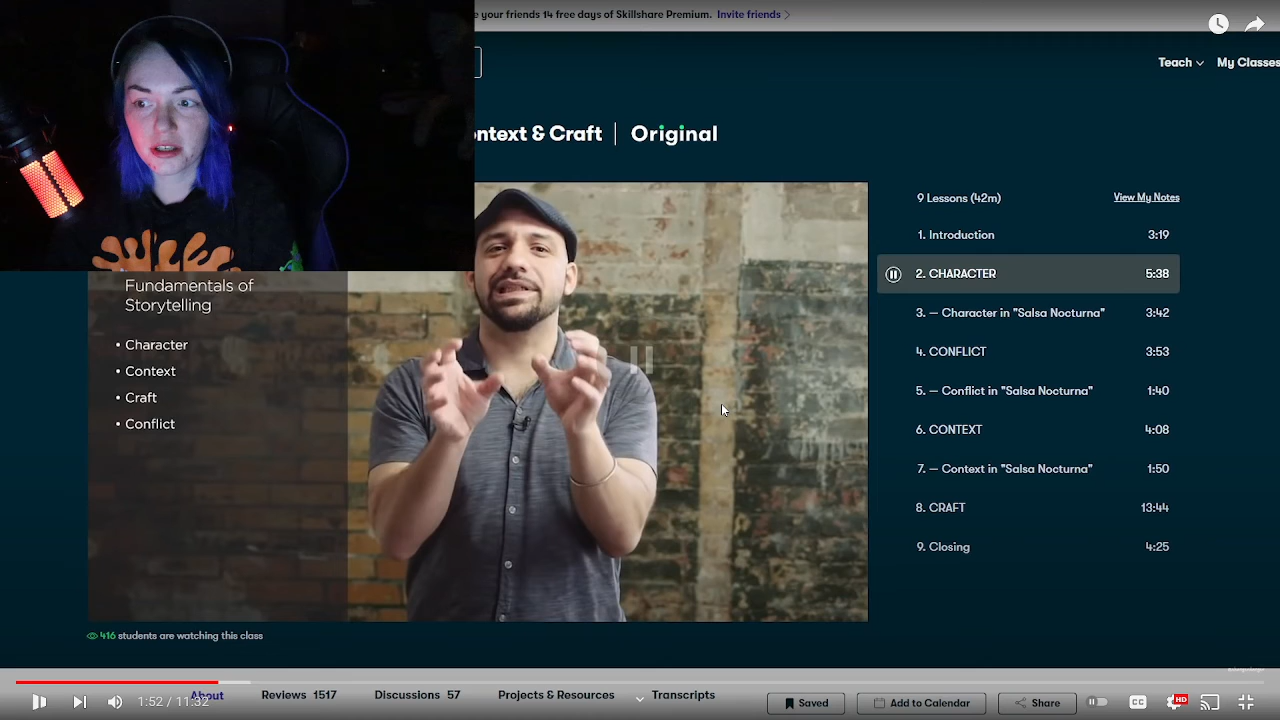 e your friends 14 free days of Skillshare Premium. Invite friends
Teach
My Classes
ntext & Craft | Original
Fundamentals of
Storytelling
• Character
• Context
• Craft
• Conflict
9 Lessons (42m)
View My Notes
1. Introduction 3:19
2. CHARACTER 5:38
3. — Character in "Salsa Nocturna" 3:42
4. CONFLICT 3:53
5. — Conflict in "Salsa Nocturna" 1:40
6. CONTEXT 4:08
7. — Context in "Salsa Nocturna" 1:50
8. CRAFT 13:44
9. Closing 4:25
416 students are watching this class
About
Reviews 1517
Discussions 57
Projects & Resources
Transcripts
Saved
Add to Calendar
Share
1:52 / 11:32
CC
HD